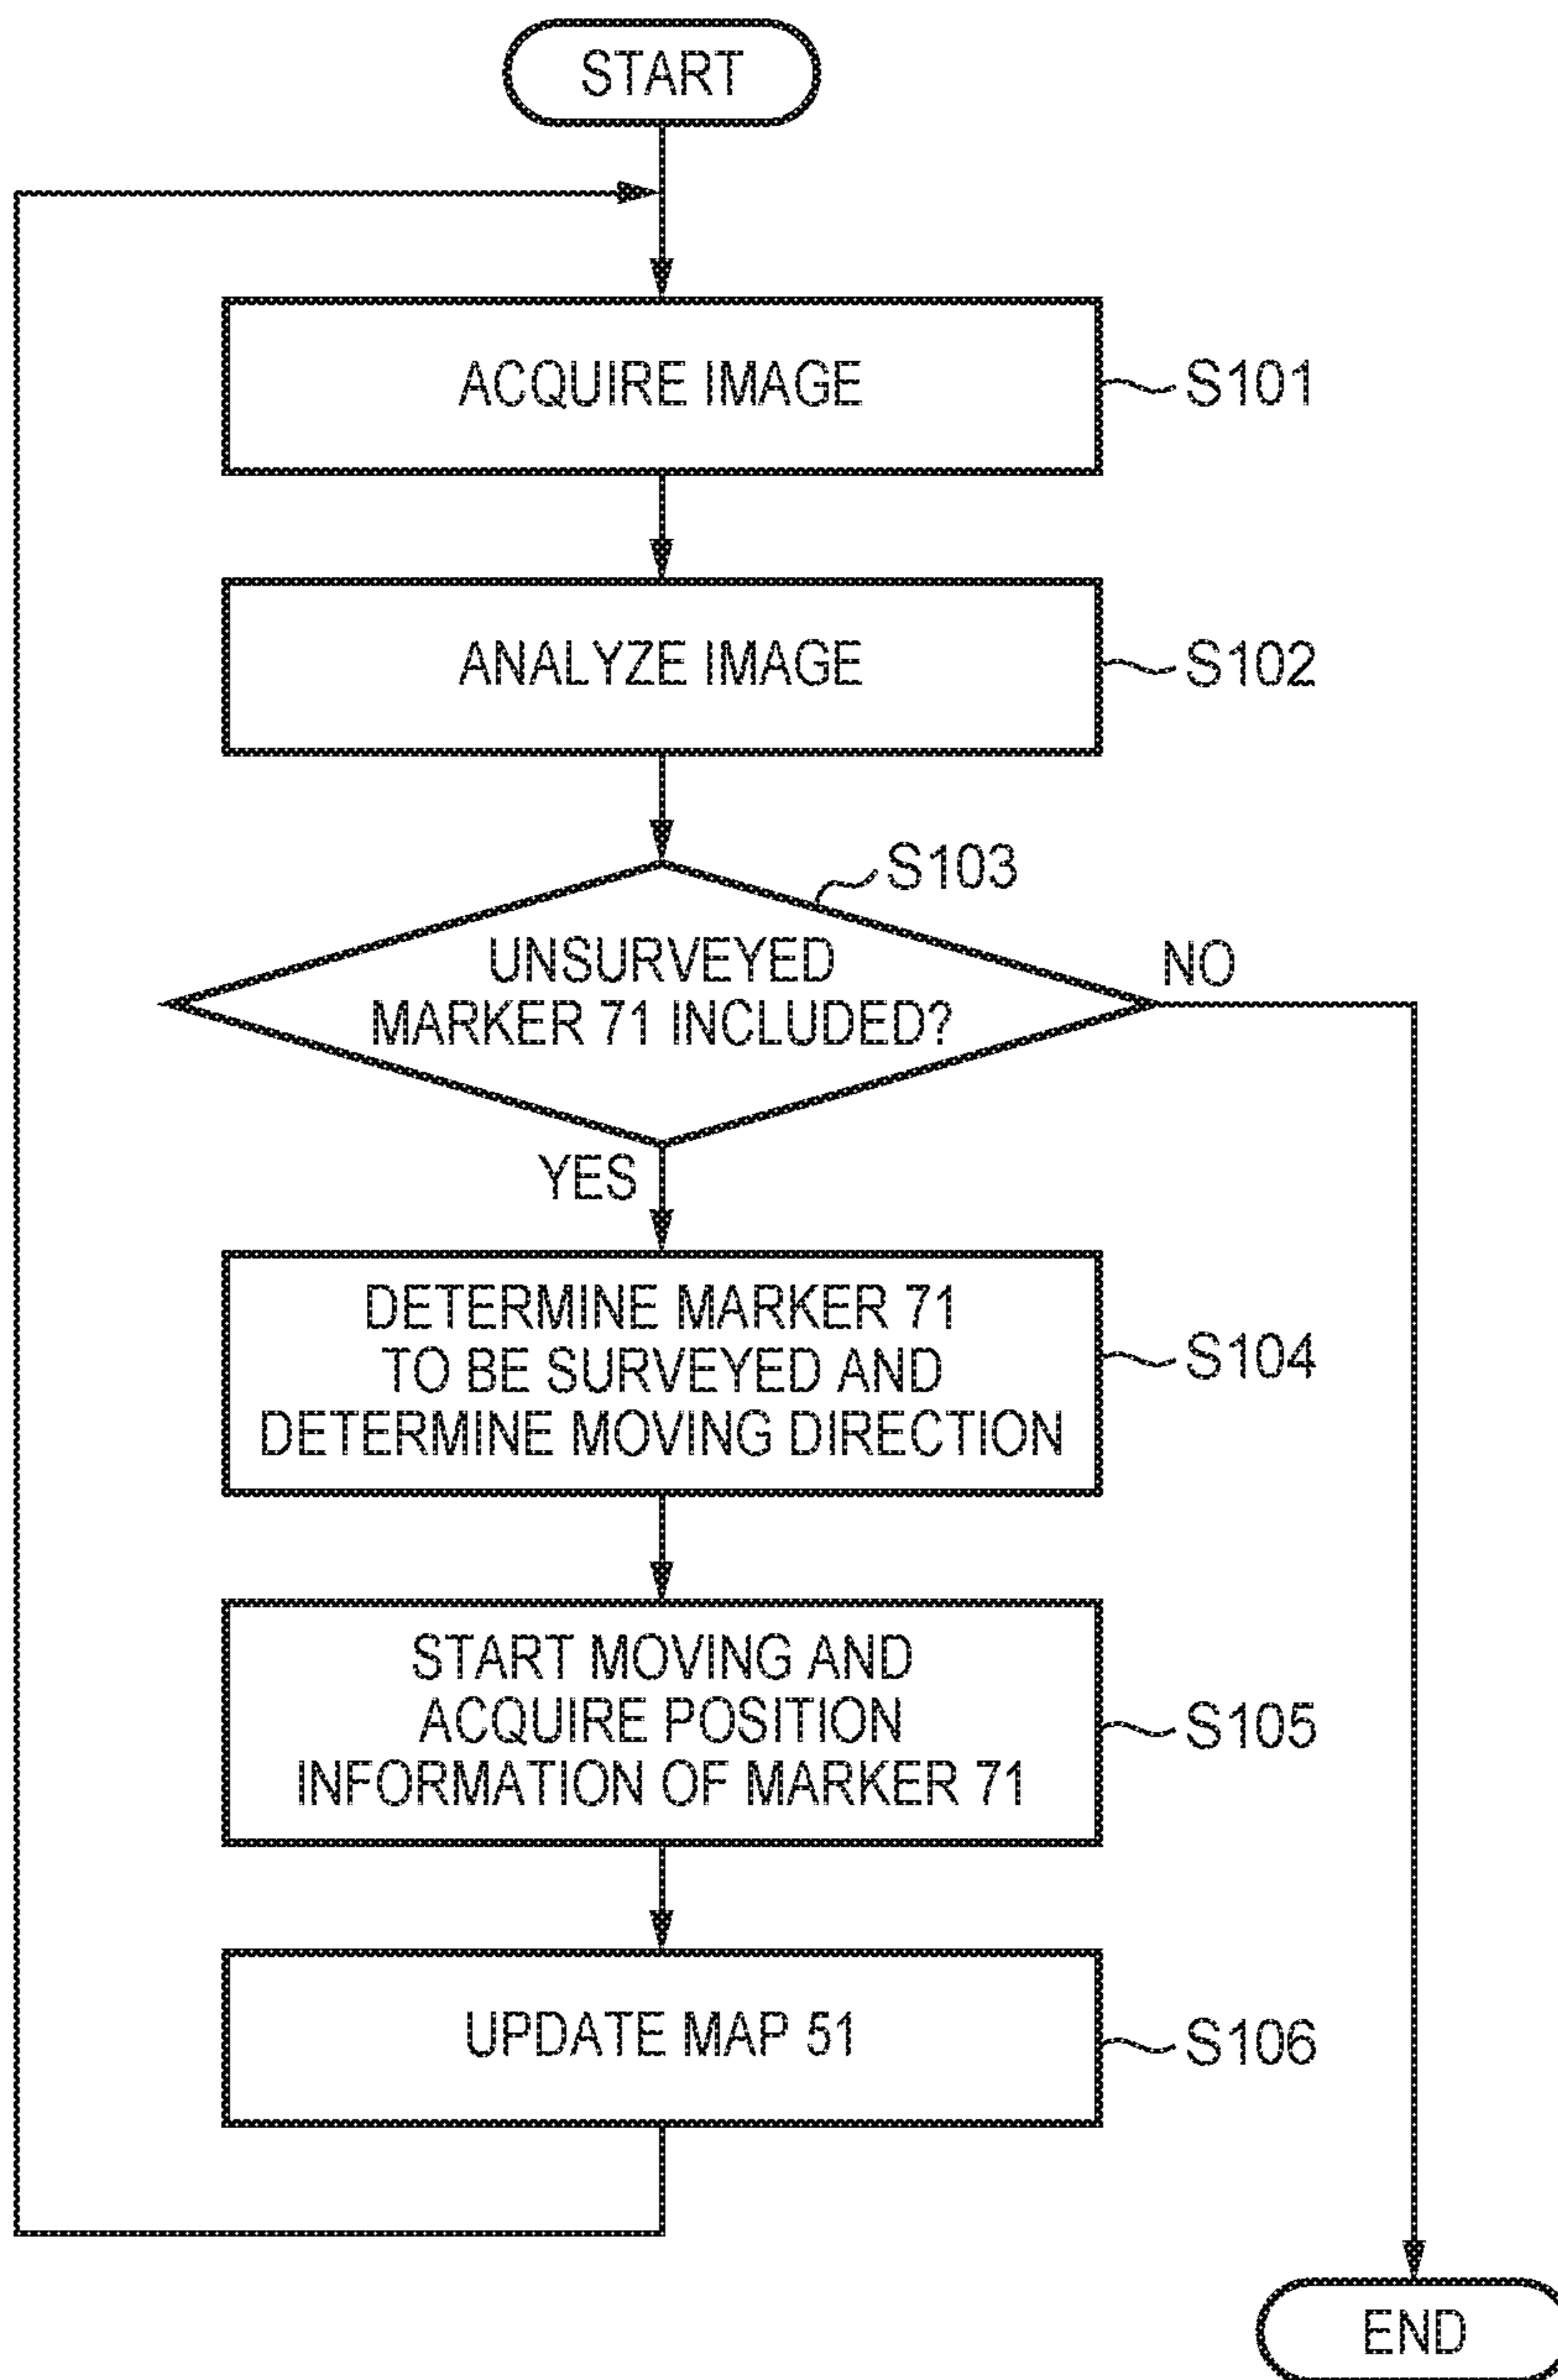 START
ACQUIRE IMAGE
S101
ANALYZE IMAGE
S102
S103
UNSURVEYED
MARKER 71 INCLUDED?
NO
YES
DETERMINE MARKER 71
TO BE SURVEYED AND
DETERMINE MOVING DIRECTION
S104
START MOVING AND
ACQUIRE POSITION
INFORMATION OF MARKER 71
S105
UPDATE MAP 51
S106
END